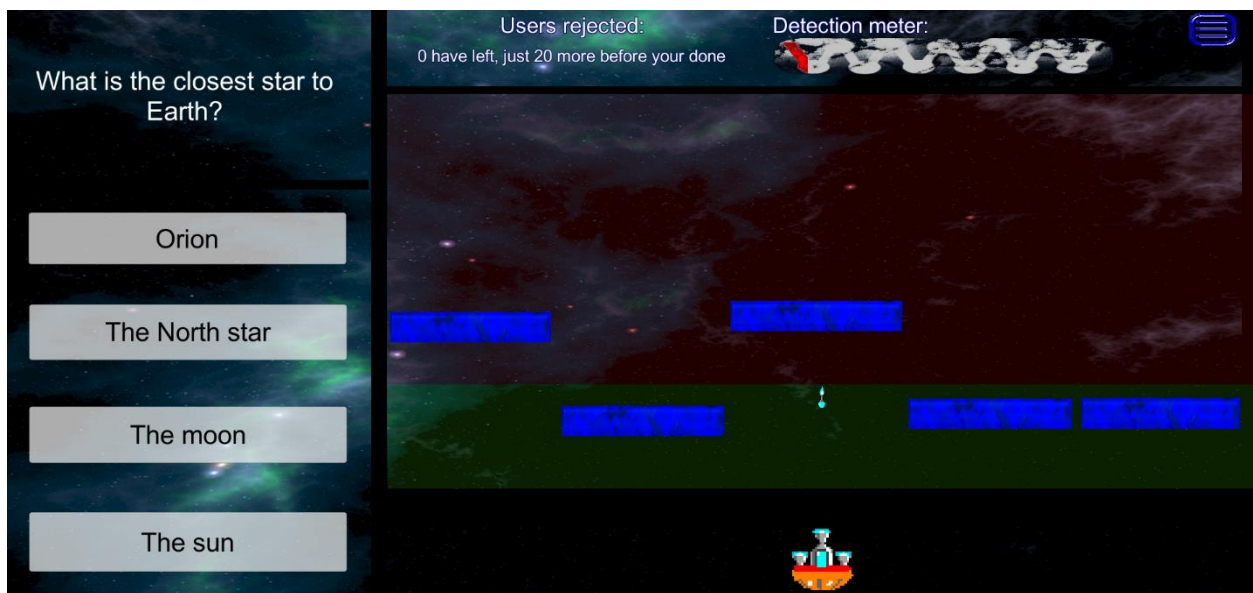 What is the closest star to
Earth?
Orion
The North star
The moon
The sun
Users rejected:
0 have left, just 20 more before your done
Detection meter: